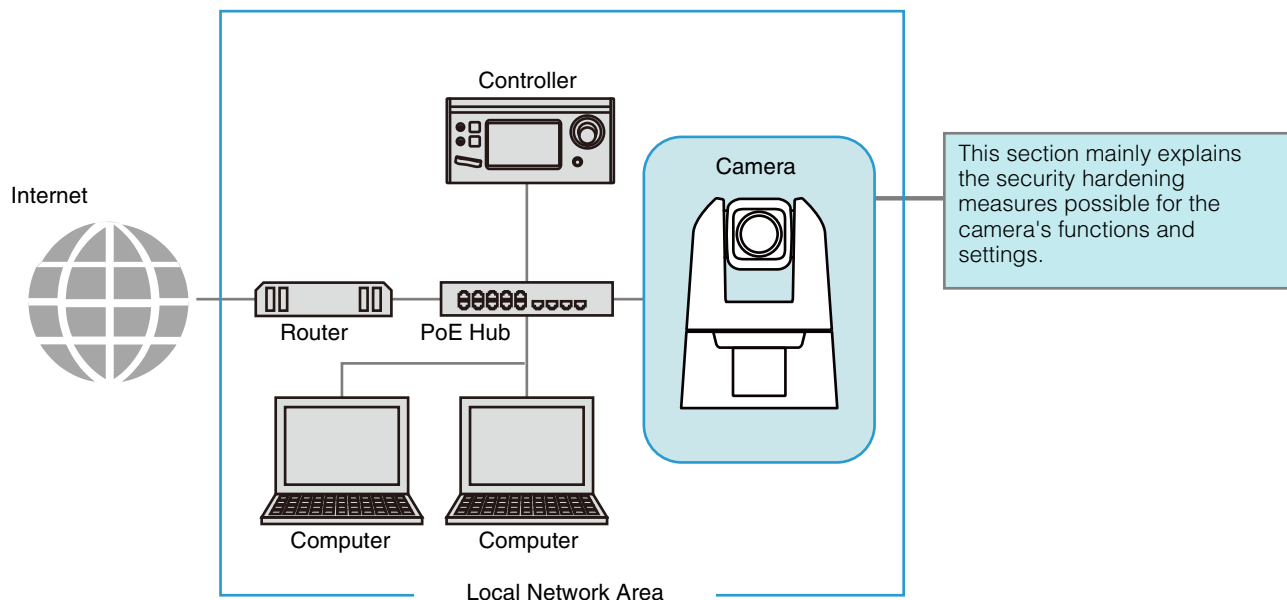 Controller
Camera
This section mainly explains
the security hardening
measures possible for the
camera's functions and
settings.
Internet
Router
PoE Hub
Computer
Computer
Local Network Area